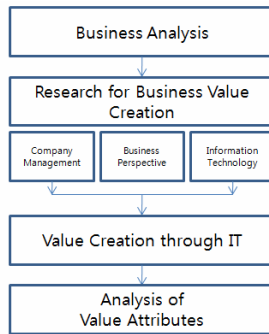 Business Analysis
Research for Business Value
Creation
Company
Management
Business
Perspective
Information
Technology
Value Creation through IT
Analysis of
Value Attributes